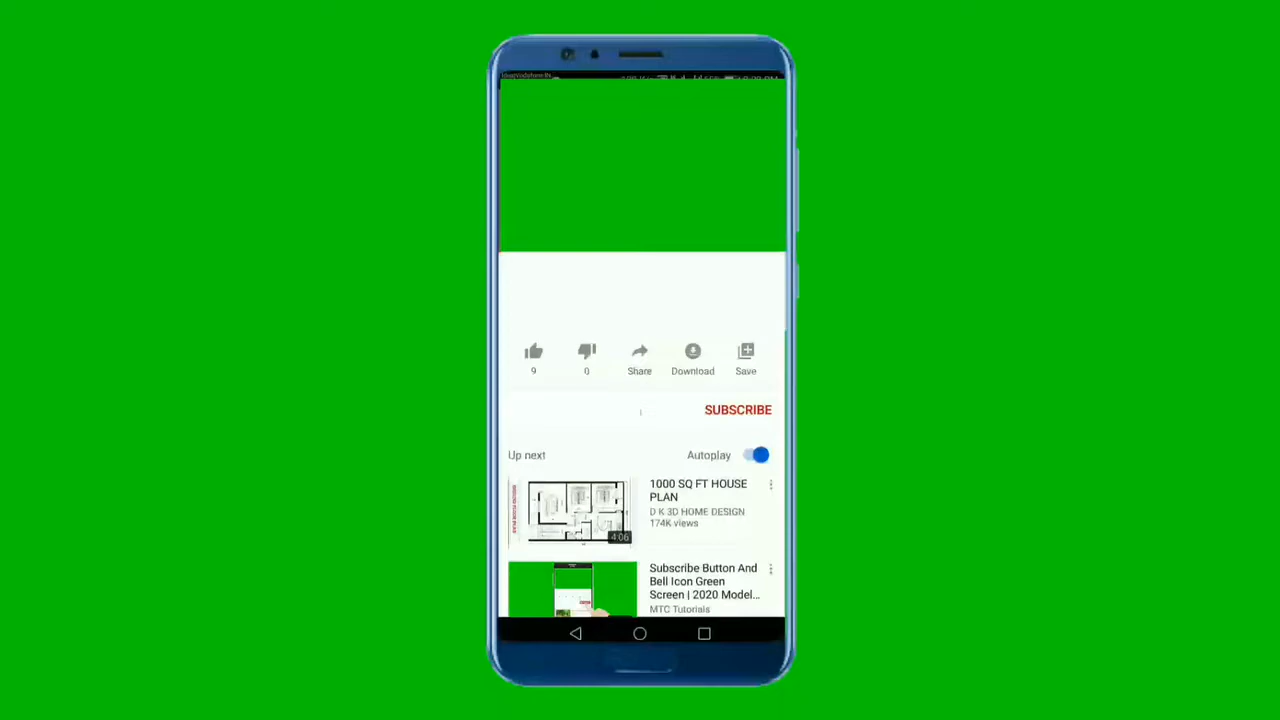 9
0
Share
Download
Save
SUBSCRIBE
Up next
Autoplay
1000 SQ FT HOUSE
PLAN
D K 3D HOME DESIGN
174K views
4:06
Subscribe Button And
Bell Icon Green
Screen | 2020 Model...
MTC Tutorials